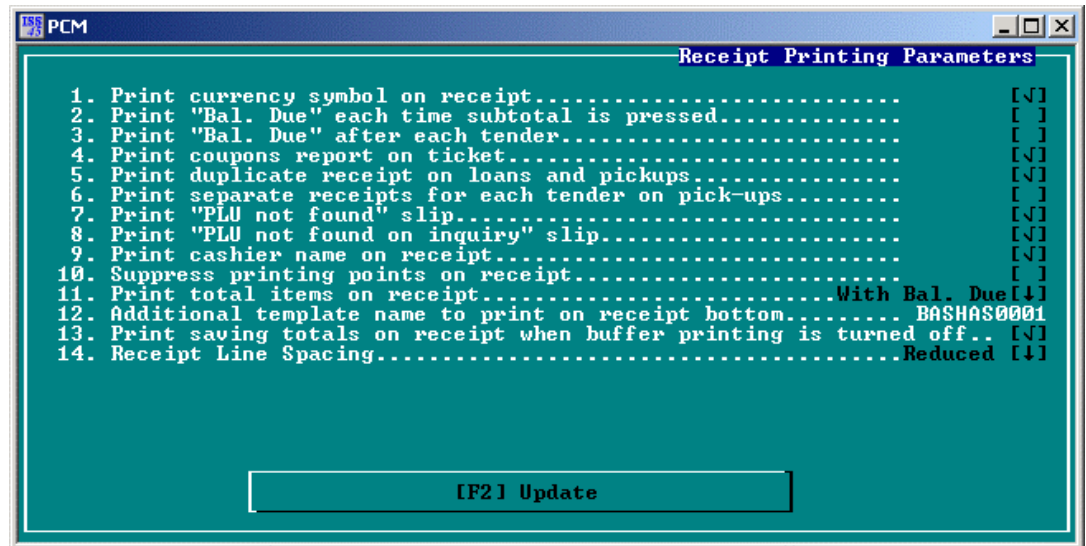 ISS 45 PCM
Receipt Printing Parameters
1. Print currency symbol on receipt............................ [√]
2. Print "Bal. Due" each time subtotal is pressed.............. [ ]
3. Print "Bal. Due" after each tender.......................... [ ]
4. Print coupons report on ticket.............................. [√]
5. Print duplicate receipt on loans and pickups................ [√]
6. Print separate receipts for each tender on pick-ups......... [ ]
7. Print "PLU not found" slip.................................. [√]
8. Print "PLU not found on inquiry" slip....................... [√]
9. Print cashier name on receipt............................... [√]
10. Suppress printing points on receipt......................... [ ]
11. Print total items on receipt...........................With Bal. Due[↓]
12. Additional template name to print on receipt bottom......... BASHAS0001
13. Print saving totals on receipt when buffer printing is turned off.. [√]
14. Receipt Line Spacing........................................Reduced [↓]
[F2] Update